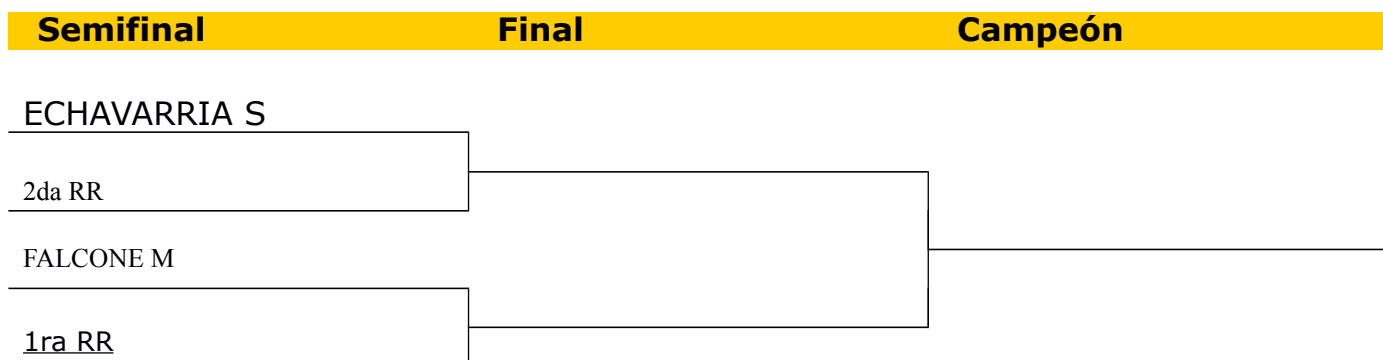 Semifinal Final Campeón
ECHAVARRIA S
2da RR
FALCONE M
1ra RR